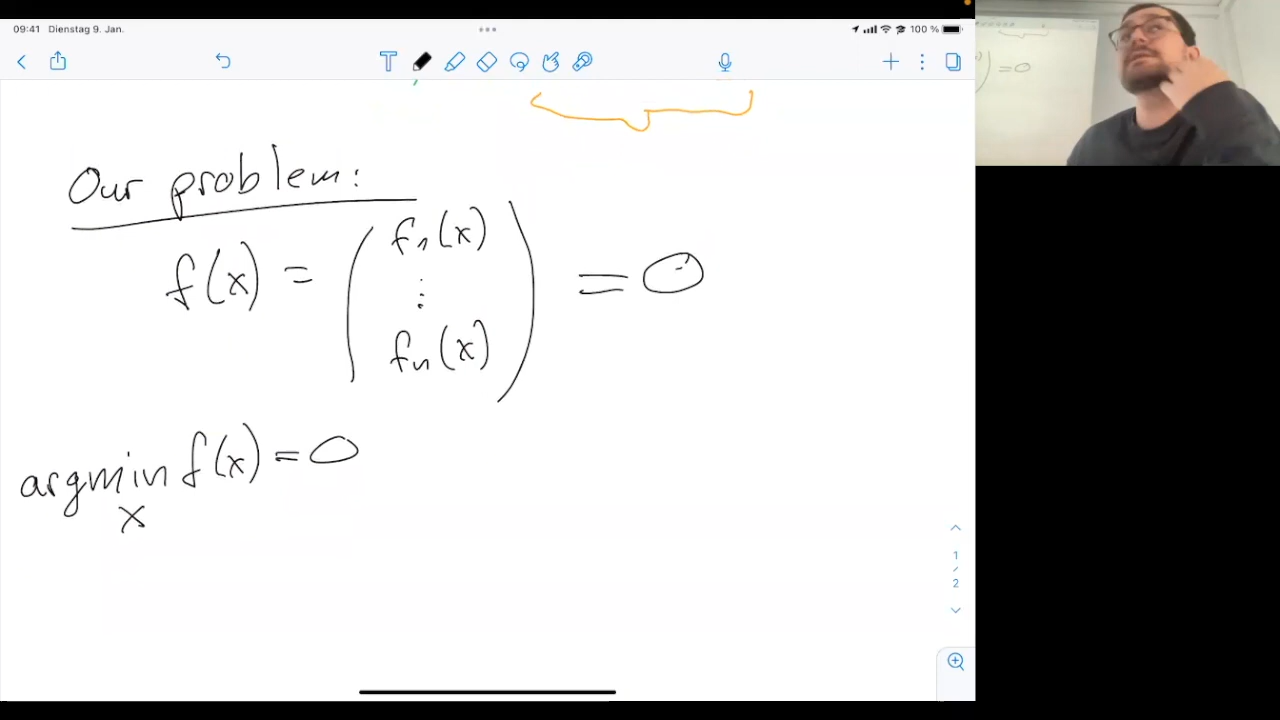 09:41 Dienstag 9. Jan.
100 %
T
Our problem:
f(x) = ( f₁(x) ⋮ fₙ(x) ) = 0
argmin f(x) = 0
x
1
/
2